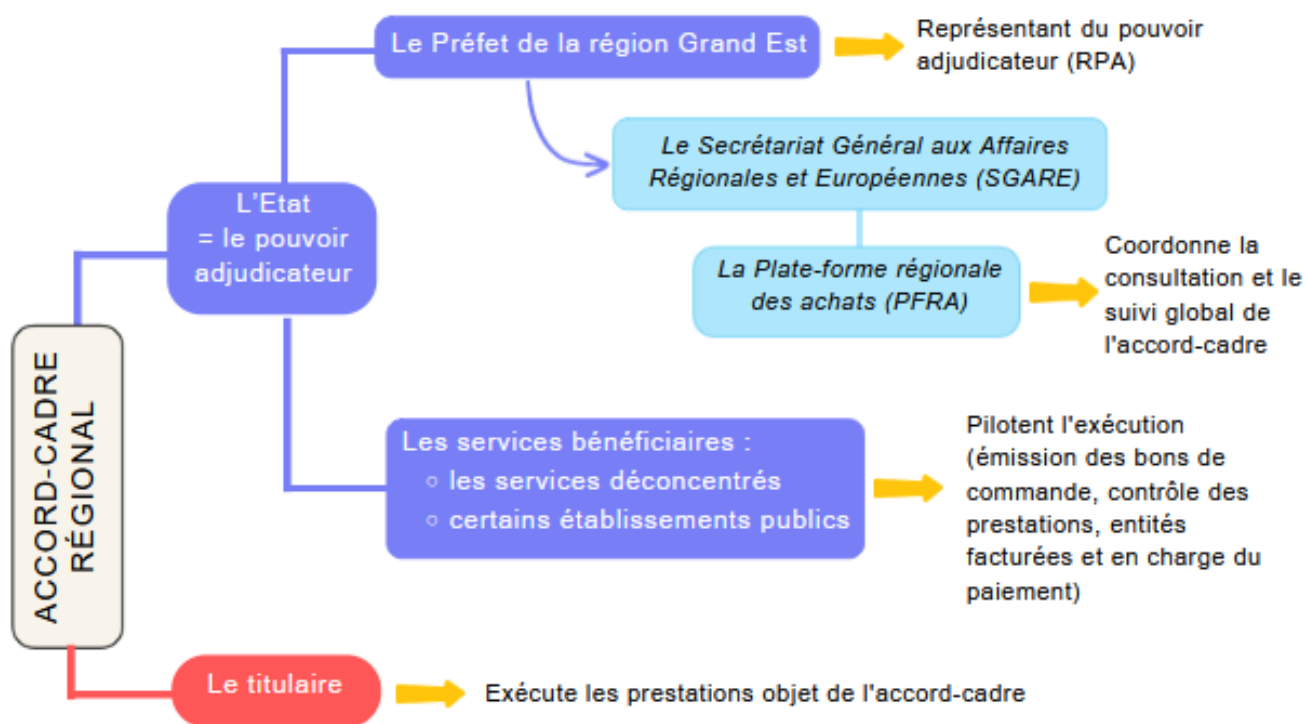 Le Préfet de la région Grand Est
Représentant du pouvoir
adjudicateur (RPA)
Le Secrétariat Général aux Affaires
Régionales et Européennes (SGARE)
L'Etat
= le pouvoir
adjudicateur
La Plate-forme régionale
des achats (PFRA)
Coordonne la
consultation et le
suivi global de
l'accord-cadre
ACCORD-CADRE
RÉGIONAL
Les services bénéficiaires :
○ les services déconcentrés
○ certains établissements publics
Pilotent l'exécution
(émission des bons de
commande, contrôle des
prestations, entités
facturées et en charge du
paiement)
Le titulaire
Exécute les prestations objet de l'accord-cadre